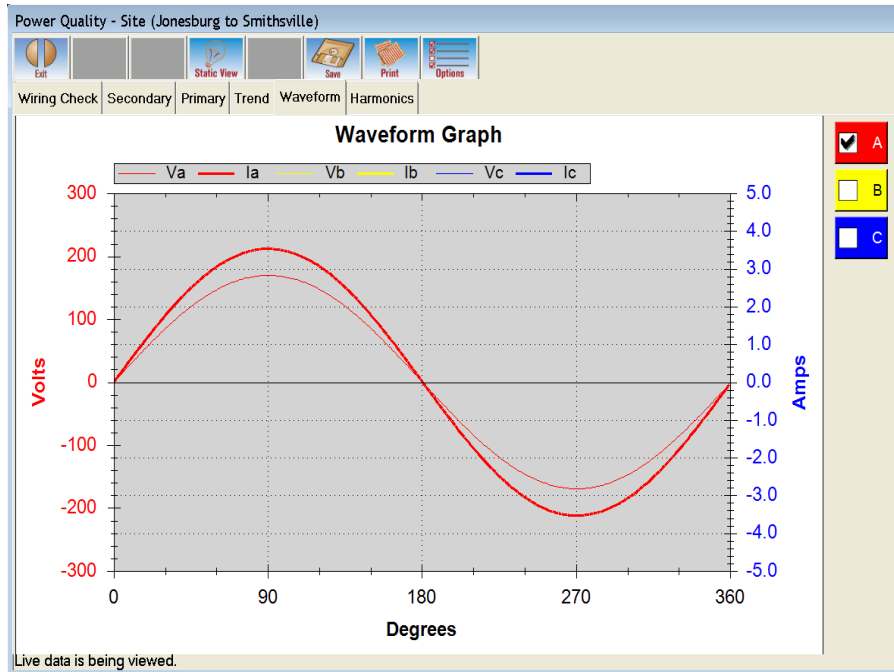 Power Quality - Site (Jonesburg to Smithsville)
Exit Static View Save Print Options
Wiring Check Secondary Primary Trend Waveform Harmonics
Waveform Graph
A
B
C
Va Ia Vb Ib Vc Ic
300 5.0
4.0
200
3.0
100 2.0
1.0
0 0.0
-1.0
-100
-2.0
-3.0
-200
-4.0
-300 -5.0
Volts
Amps
0 90 180 270 360
Degrees
Live data is being viewed.